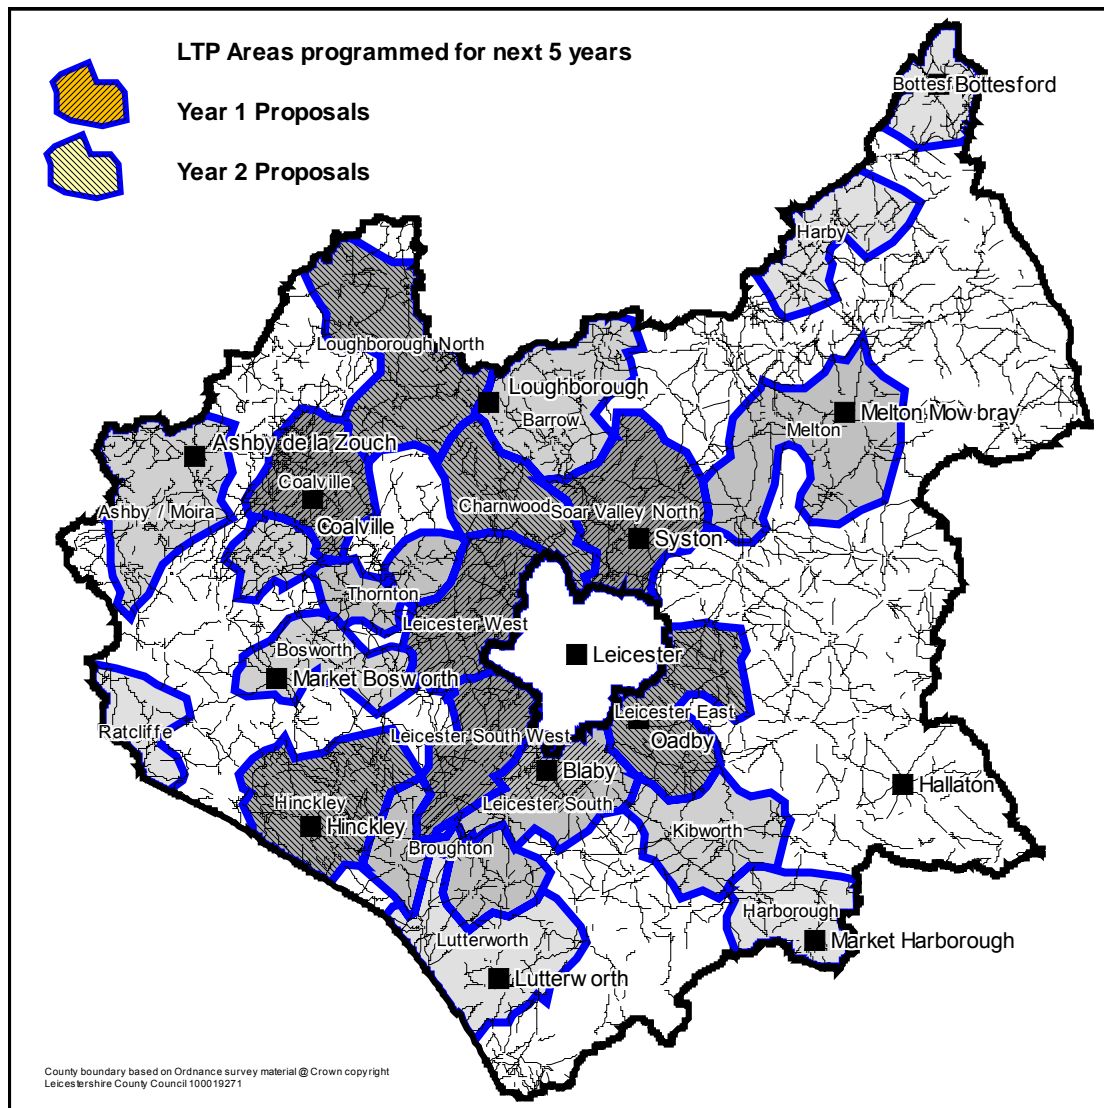 LTP Areas programmed for next 5 years
Year 1 Proposals
Year 2 Proposals
Bottesf
Bottesford
Harby
Loughborough North
Loughborough
Barrow
Melton Mowbray
Melton
Ashby de la Zouch
Coalville
Ashby / Moira
Charnwood
Soar Valley North
Coalville
Syston
Thornton
Leicester West
Bosworth
Leicester
Market Bosworth
Ratcliffe
Leicester East
Leicester South West
Oadby
Blaby
Hallaton
Hinckley
Leicester South
Hinckley
Kibworth
Broughton
Harborough
Lutterworth
Market Harborough
Lutterworth
County boundary based on Ordnance survey material @ Crown copyright
Leicestershire County Council 100019271